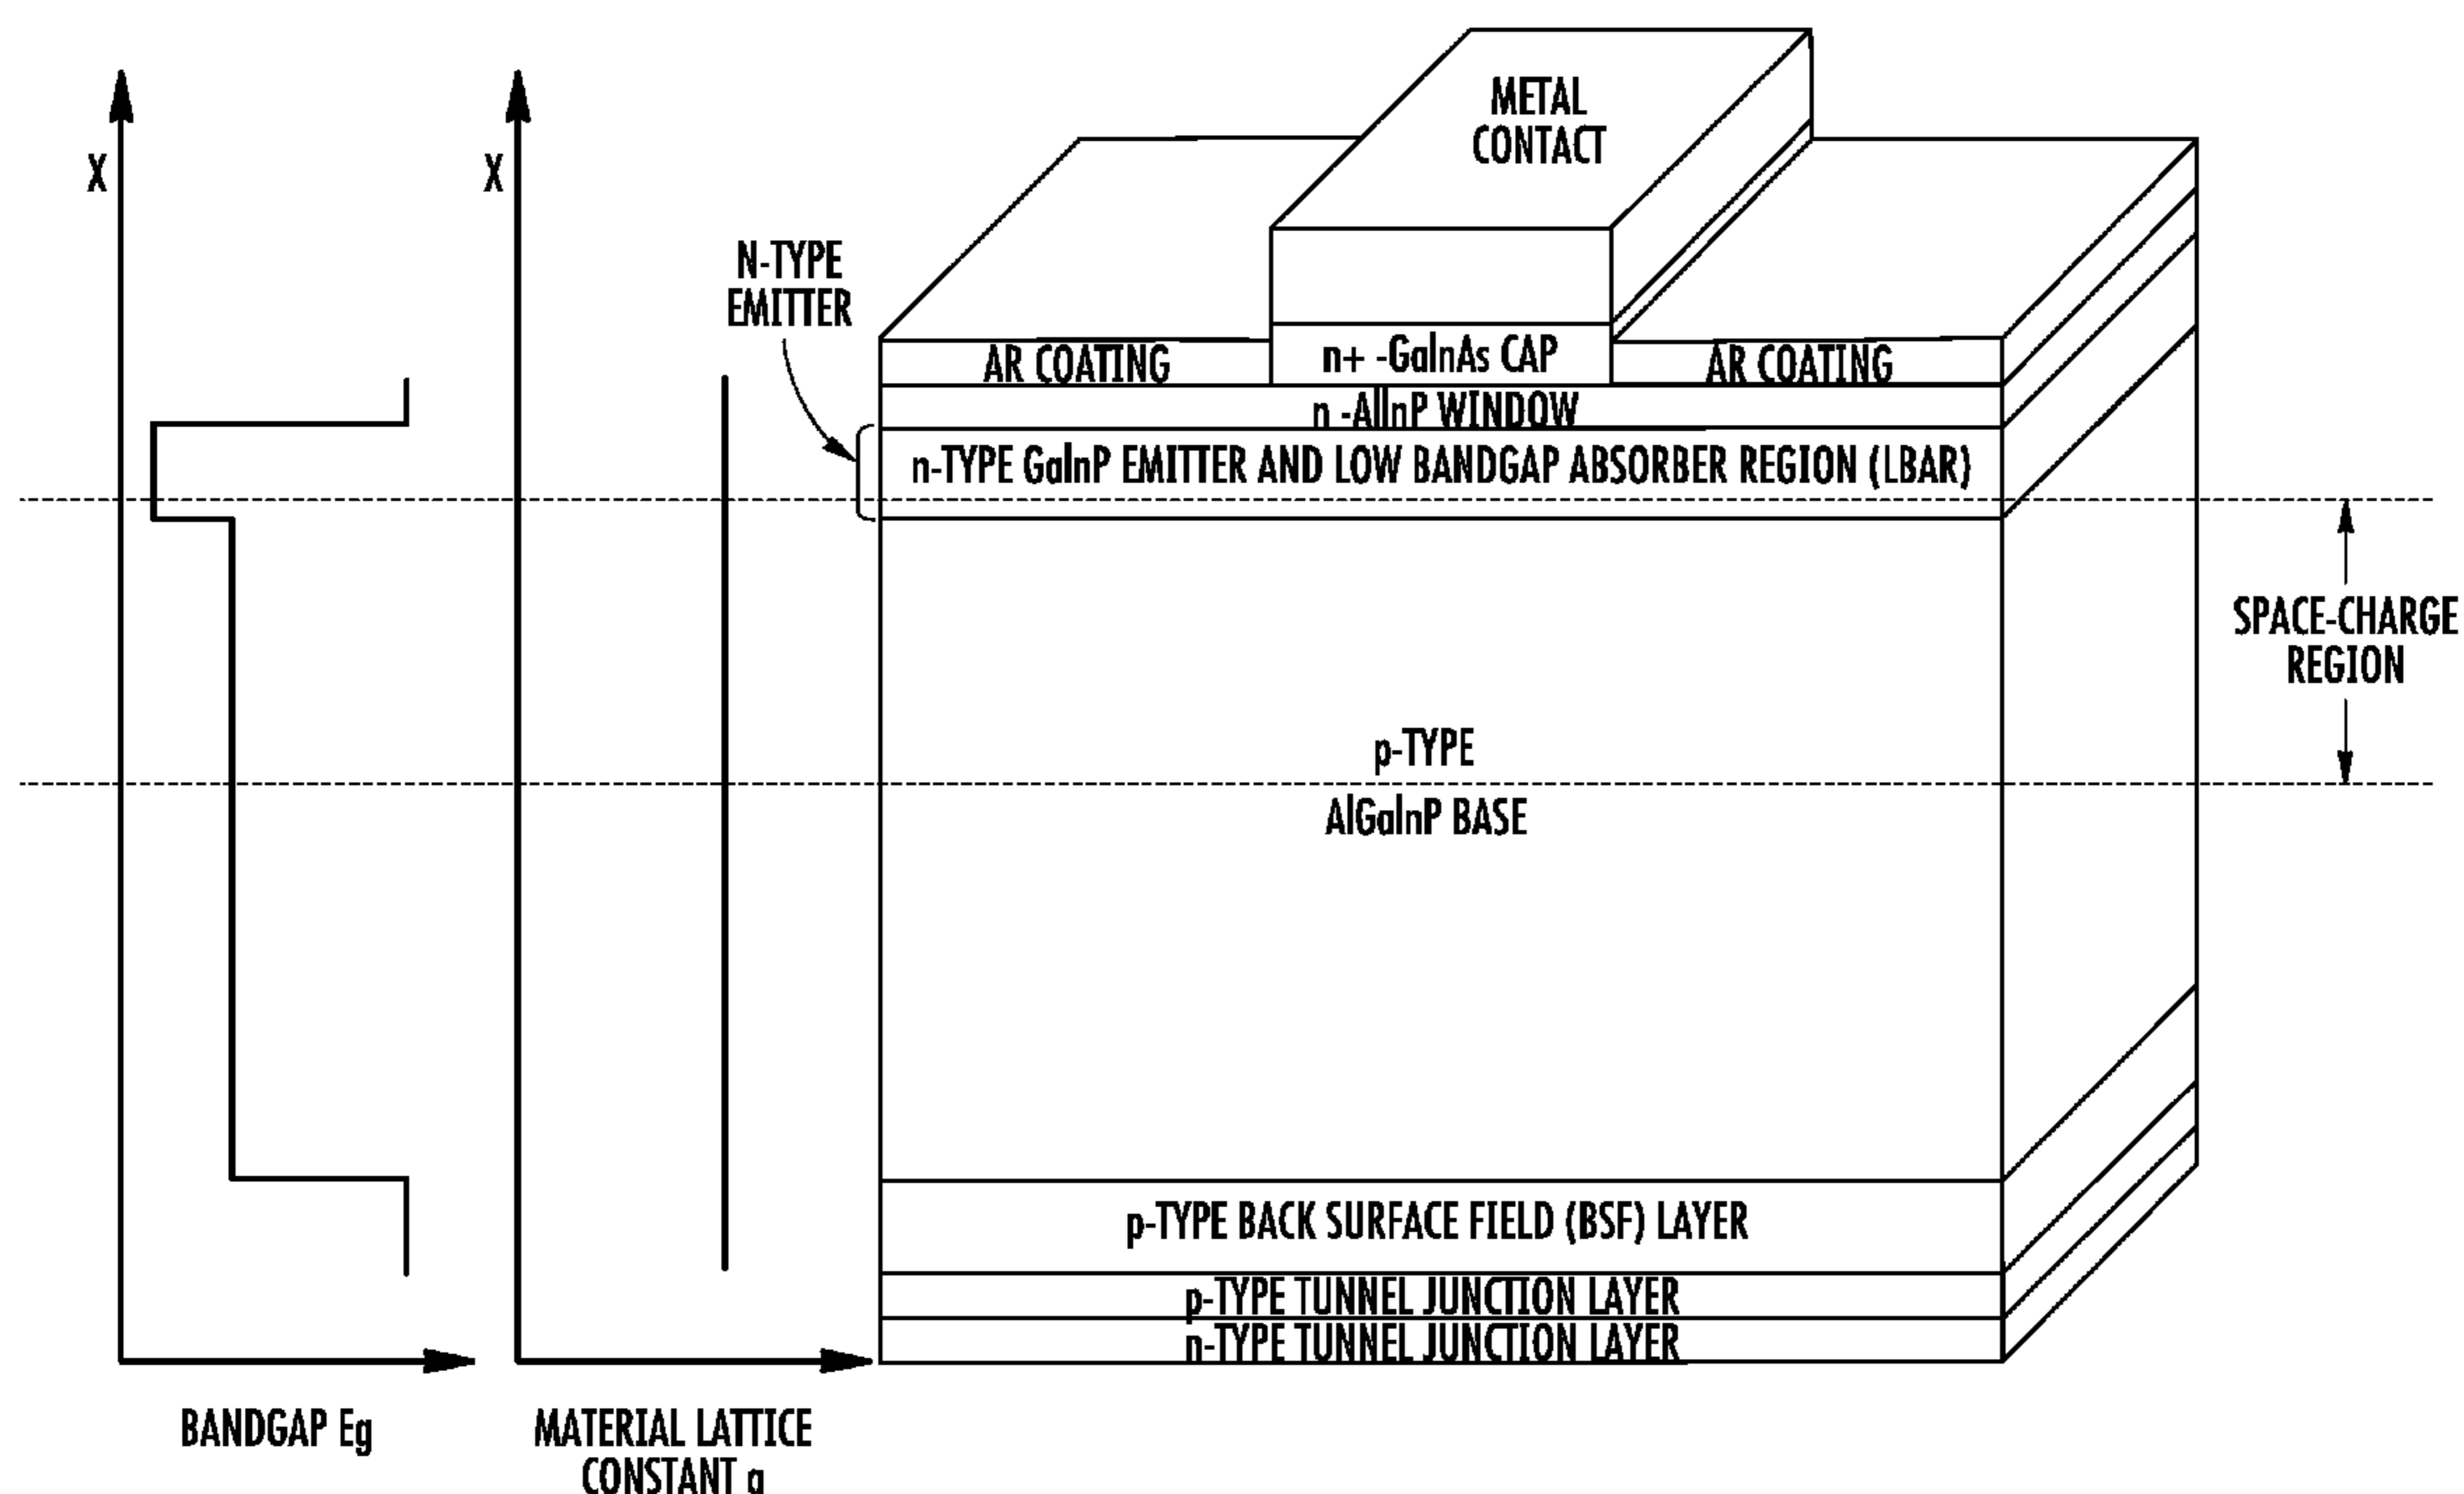 METAL
CONTACT
X
X
N-TYPE
EMITTER
AR COATING
n+ -GaInAs CAP
AR COATING
n -AlInP WINDOW
n-TYPE GaInP EMITTER AND LOW BANDGAP ABSORBER REGION (LBAR)
SPACE-CHARGE
REGION
p-TYPE
AlGaInP BASE
p-TYPE BACK SURFACE FIELD (BSF) LAYER
p-TYPE TUNNEL JUNCTION LAYER
n-TYPE TUNNEL JUNCTION LAYER
BANDGAP Eg
MATERIAL LATTICE
CONSTANT a